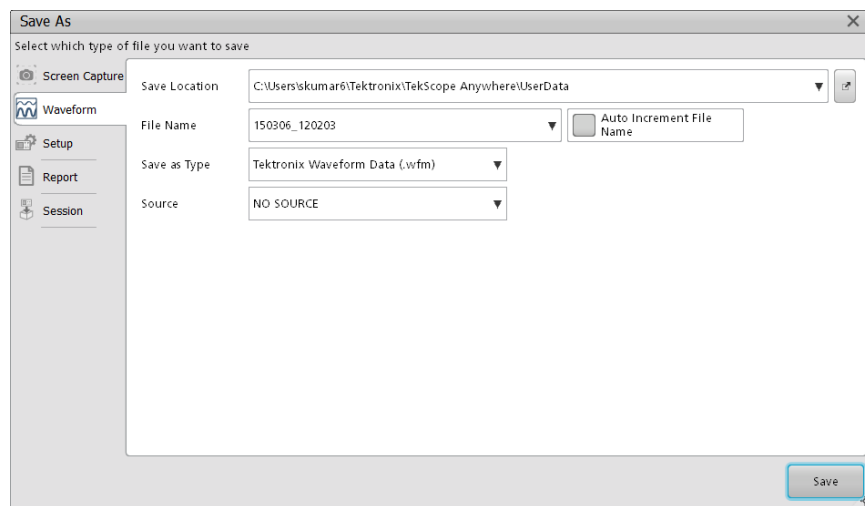 Save As
Select which type of file you want to save
Screen Capture
Waveform
Setup
Report
Session
Save Location
C:\Users\skumar6\Tektronix\TekScope Anywhere\UserData
File Name
150306_120203
Auto Increment File
Name
Save as Type
Tektronix Waveform Data (.wfm)
Source
NO SOURCE
Save